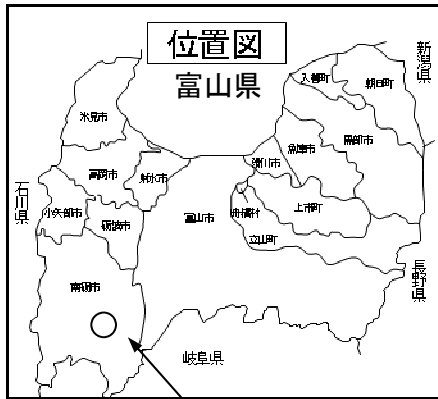 位置図
富山県
新潟県
入善町
朝日町
氷見市
魚津市
黒部市
滑川市
高岡市
射水市
石川県
小矢部市
砺波市
富山市
舟橋村
上市町
立山町
長野県
南砺市
岐阜県